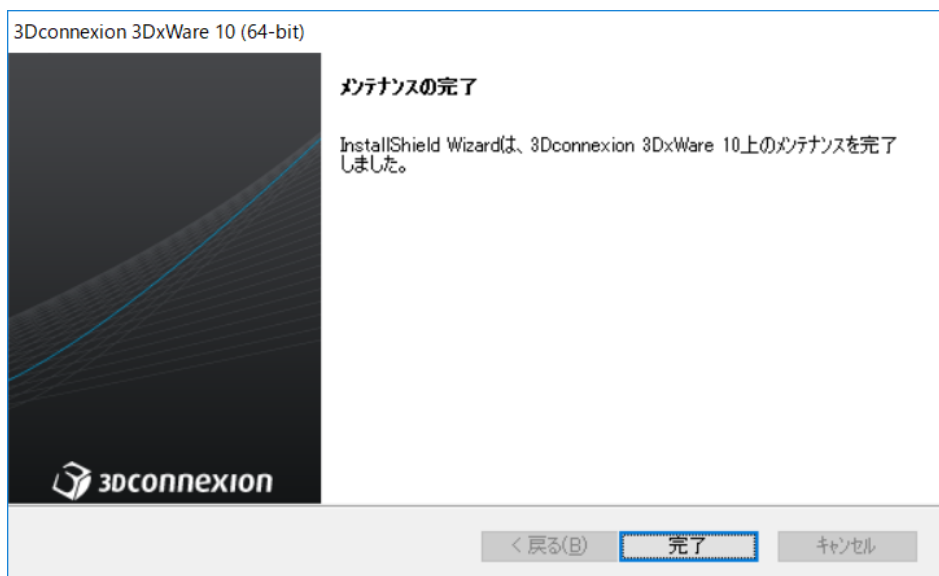 3Dconnexion 3DxWare 10 (64-bit)
メンテナンスの完了
InstallShield Wizardは、3Dconnexion 3DxWare 10上のメンテナンスを完了
しました。
3Dconnexion
< 戻る(B)
完了
キャンセル